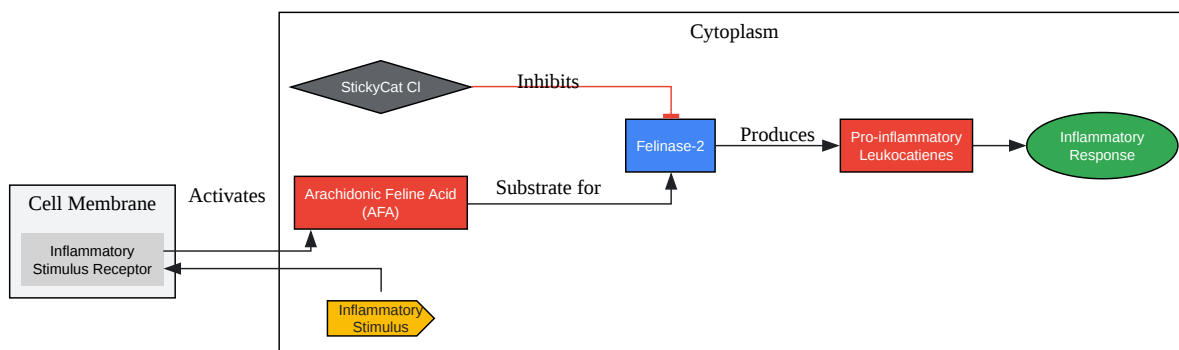 Cytoplasm
StickyCat Cl
Inhibits
Felinase-2
Produces
Pro-inflammatory
Leukocatienes
Inflammatory
Response
Cell Membrane
Activates
Arachidonic Feline Acid
(AFA)
Substrate for
Inflammatory
Stimulus Receptor
Inflammatory
Stimulus